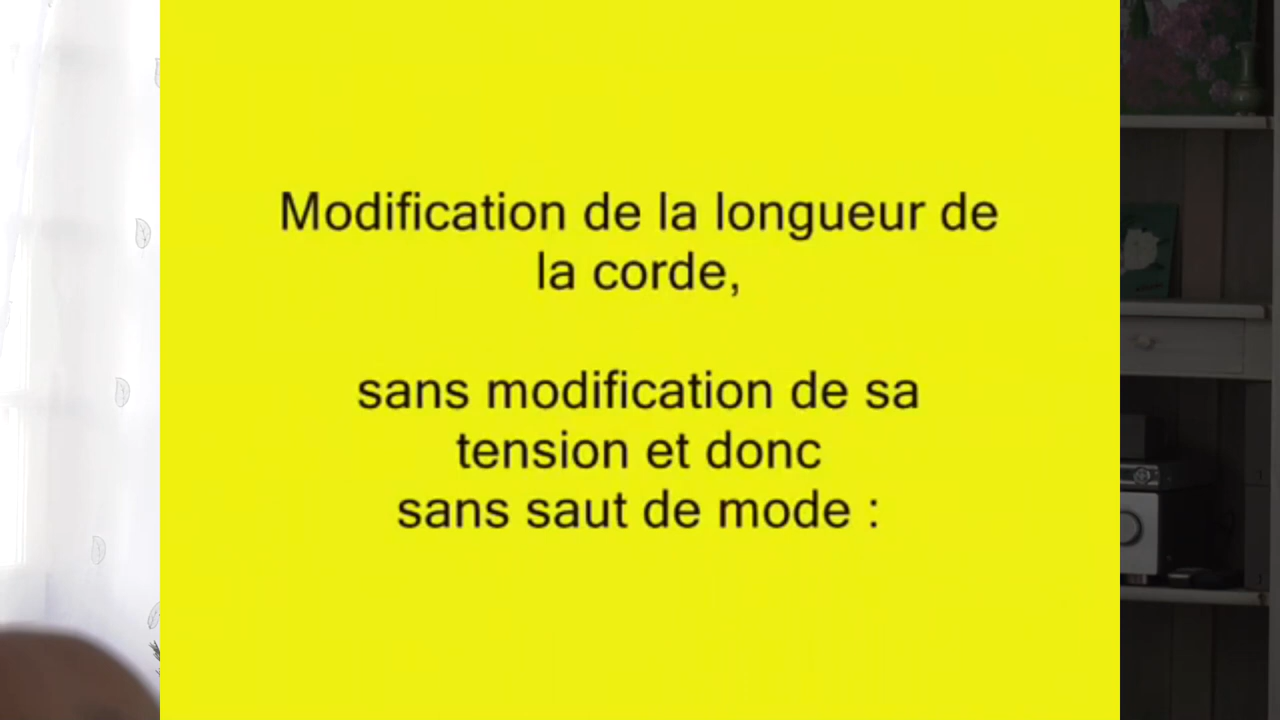 Modification de la longueur de
la corde,
sans modification de sa
tension et donc
sans saut de mode :